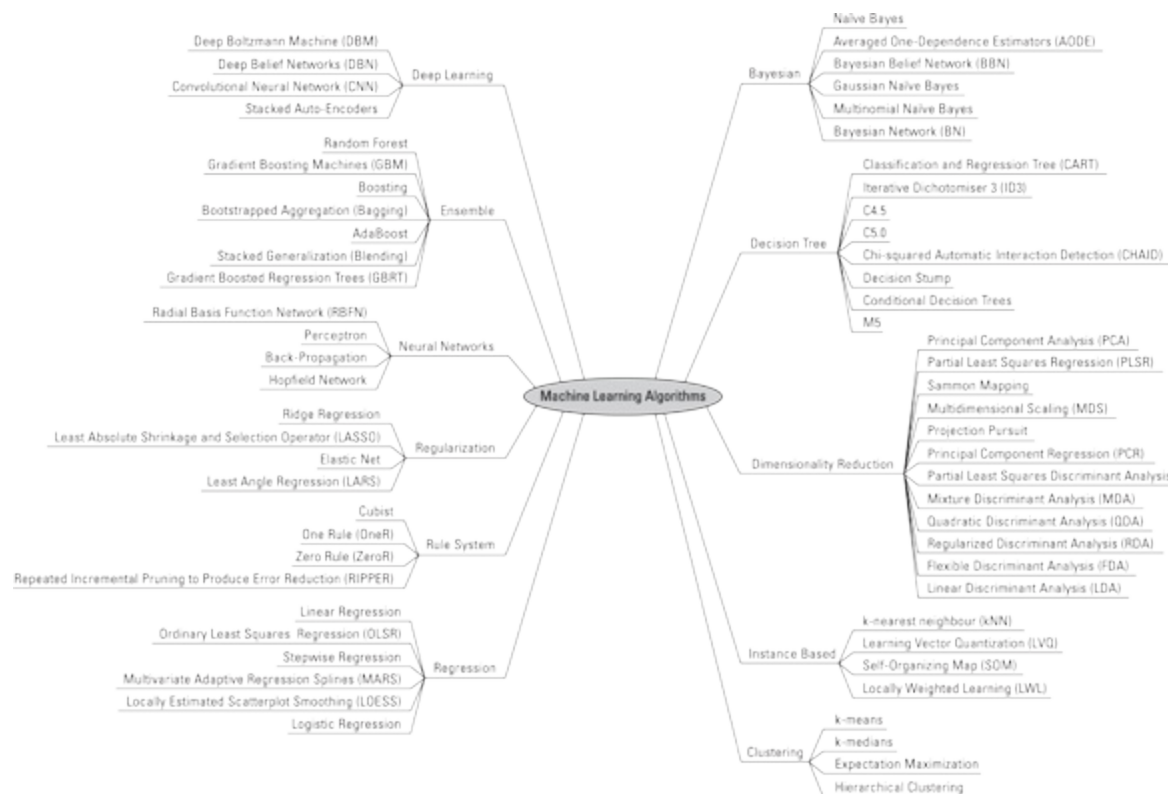 Deep Boltzmann Machine (DBM)
Deep Belief Networks (DBN)
Convolutional Neural Network (CNN)
Stacked Auto-Encoders
Deep Learning
Random Forest
Gradient Boosting Machines (GBM)
Boosting
Bootstrapped Aggregation (Bagging)
AdaBoost
Stacked Generalization (Blending)
Gradient Boosted Regression Trees (GBRT)
Ensemble
Radial Basis Function Network (RBFN)
Perceptron
Back-Propagation
Hopfield Network
Neural Networks
Ridge Regression
Least Absolute Shrinkage and Selection Operator (LASSO)
Elastic Net
Least Angle Regression (LARS)
Regularization
Cubist
One Rule (OneR)
Zero Rule (ZeroR)
Repeated Incremental Pruning to Produce Error Reduction (RIPPER)
Rule System
Linear Regression
Ordinary Least Squares Regression (OLSR)
Stepwise Regression
Multivariate Adaptive Regression Splines (MARS)
Locally Estimated Scatterplot Smoothing (LOESS)
Logistic Regression
Regression
Machine Learning Algorithms
Bayesian
Naïve Bayes
Averaged One-Dependence Estimators (AODE)
Bayesian Belief Network (BBN)
Gaussian Naïve Bayes
Multinomial Naïve Bayes
Bayesian Network (BN)
Decision Tree
Classification and Regression Tree (CART)
Iterative Dichotomiser 3 (ID3)
C4.5
C5.0
Chi-squared Automatic Interaction Detection (CHAID)
Decision Stump
Conditional Decision Trees
M5
Dimensionality Reduction
Principal Component Analysis (PCA)
Partial Least Squares Regression (PLSR)
Sammon Mapping
Multidimensional Scaling (MDS)
Projection Pursuit
Principal Component Regression (PCR)
Partial Least Squares Discriminant Analysis
Mixture Discriminant Analysis (MDA)
Quadratic Discriminant Analysis (QDA)
Regularized Discriminant Analysis (RDA)
Flexible Discriminant Analysis (FDA)
Linear Discriminant Analysis (LDA)
Instance Based
k-nearest neighbour (kNN)
Learning Vector Quantization (LVQ)
Self-Organizing Map (SOM)
Locally Weighted Learning (LWL)
Clustering
k-means
k-medians
Expectation Maximization
Hierarchical Clustering